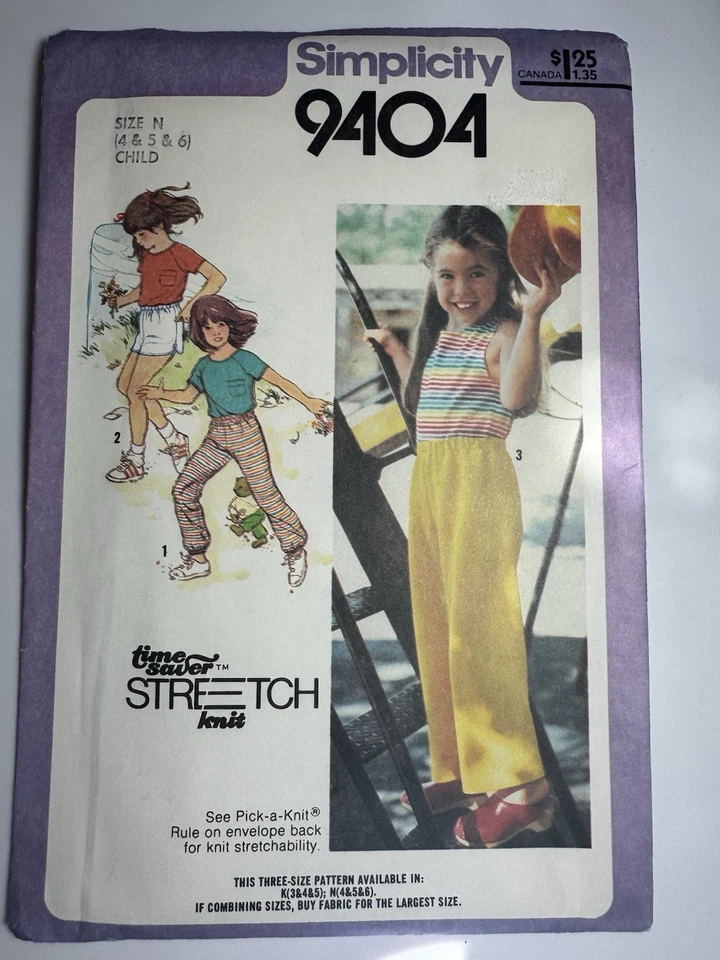 Simplicity
$1.25
CANADA 1.35
9404
SIZE N
(4 & 5 & 6)
CHILD
2
3
1
time
saver™
STRETCH
knit
See Pick-a-Knit®
Rule on envelope back
for knit stretchability.
THIS THREE-SIZE PATTERN AVAILABLE IN:
K(3&4&5); N(4&5&6).
IF COMBINING SIZES, BUY FABRIC FOR THE LARGEST SIZE.